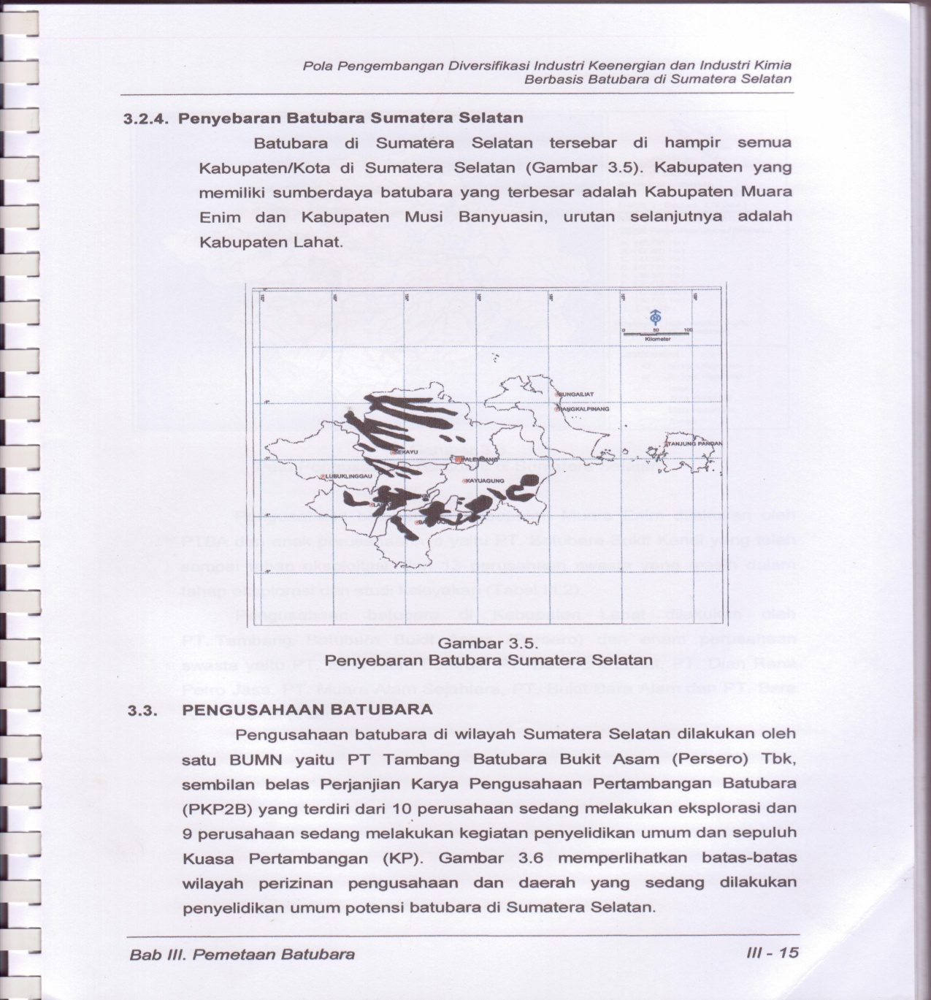 Pola Pengembangan Diversifikasi Industri Keenergian dan Industri Kimia
Berbasis Batubara di Sumatera Selatan
3.2.4. Penyebaran Batubara Sumatera Selatan
Batubara di Sumatera Selatan tersebar di hampir semua
Kabupaten/Kota di Sumatera Selatan (Gambar 3.5). Kabupaten yang
memiliki sumberdaya batubara yang terbesar adalah Kabupaten Muara
Enim dan Kabupaten Musi Banyuasin, urutan selanjutnya adalah
Kabupaten Lahat.
0 50 100
Kilometer
SUNGAILIAT
PANGKALPINANG
TANJUNG PANDAN
SEKAYU
PALEMBANG
LUBUKLINGGAU
KAYUAGUNG
Gambar 3.5.
Penyebaran Batubara Sumatera Selatan
3.3. PENGUSAHAAN BATUBARA
Pengusahaan batubara di wilayah Sumatera Selatan dilakukan oleh
satu BUMN yaitu PT Tambang Batubara Bukit Asam (Persero) Tbk,
sembilan belas Perjanjian Karya Pengusahaan Pertambangan Batubara
(PKP2B) yang terdiri dari 10 perusahaan sedang melakukan eksplorasi dan
9 perusahaan sedang melakukan kegiatan penyelidikan umum dan sepuluh
Kuasa Pertambangan (KP). Gambar 3.6 memperlihatkan batas-batas
wilayah perizinan pengusahaan dan daerah yang sedang dilakukan
penyelidikan umum potensi batubara di Sumatera Selatan.
Bab III. Pemetaan Batubara III - 15